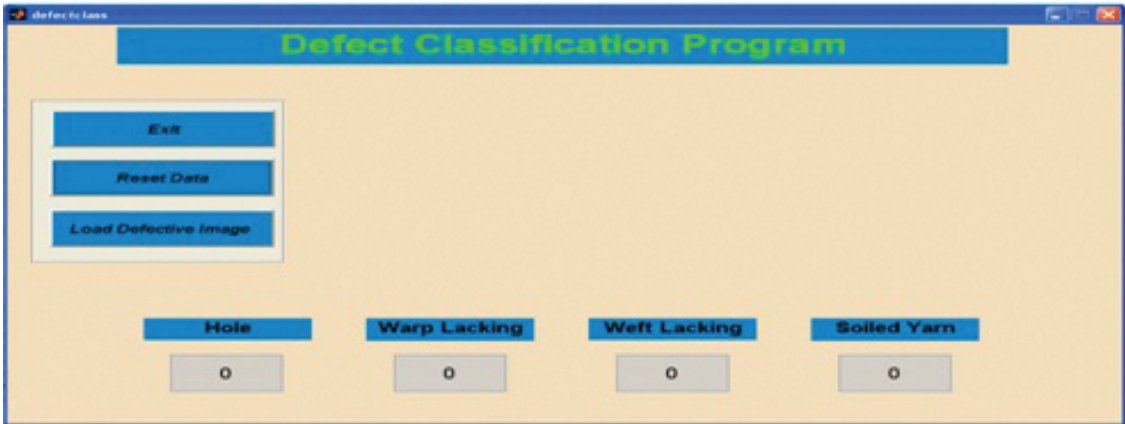 defectclass
Defect Classification Program
Exit
Reset Data
Load Defective Image
Hole Warp Lacking Weft Lacking Soiled Yarn
0 0 0 0